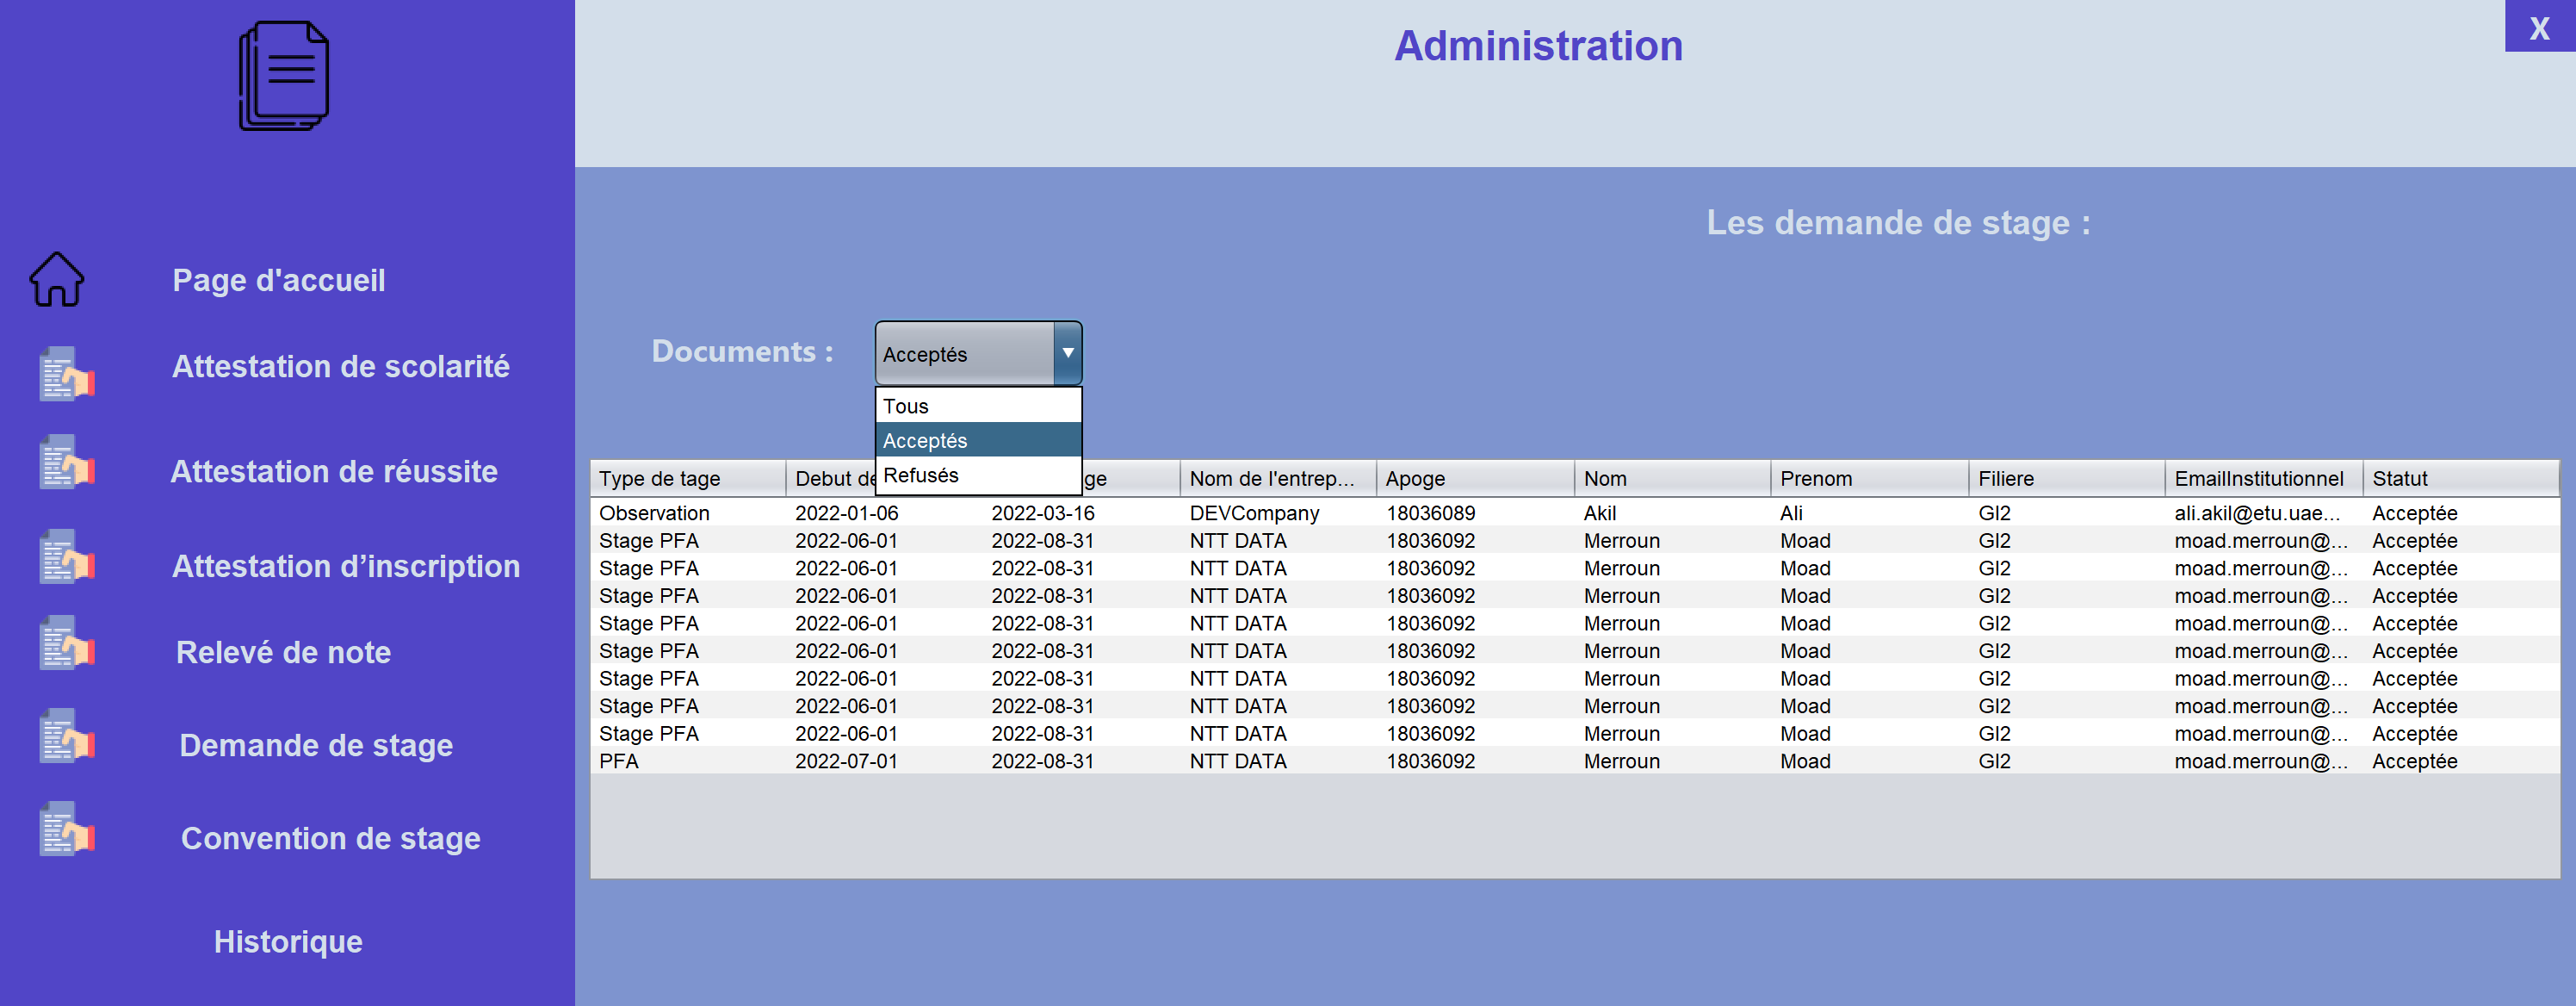 Administration
X
Page d'accueil
Attestation de scolarité
Attestation de réussite
Attestation d’inscription
Relevé de note
Demande de stage
Convention de stage
Historique
Les demande de stage :
Documents :
Acceptés
Tous
Acceptés
Refusés
Type de tage Debut de ge Nom de l'entrep... Apoge Nom Prenom Filiere EmailInstitutionnel Statut
Observation 2022-01-06 2022-03-16 DEVCompany 18036089 Akil Ali GI2 ali.akil@etu.uae... Acceptée
Stage PFA 2022-06-01 2022-08-31 NTT DATA 18036092 Merroun Moad GI2 moad.merroun@... Acceptée
Stage PFA 2022-06-01 2022-08-31 NTT DATA 18036092 Merroun Moad GI2 moad.merroun@... Acceptée
Stage PFA 2022-06-01 2022-08-31 NTT DATA 18036092 Merroun Moad GI2 moad.merroun@... Acceptée
Stage PFA 2022-06-01 2022-08-31 NTT DATA 18036092 Merroun Moad GI2 moad.merroun@... Acceptée
Stage PFA 2022-06-01 2022-08-31 NTT DATA 18036092 Merroun Moad GI2 moad.merroun@... Acceptée
Stage PFA 2022-06-01 2022-08-31 NTT DATA 18036092 Merroun Moad GI2 moad.merroun@... Acceptée
Stage PFA 2022-06-01 2022-08-31 NTT DATA 18036092 Merroun Moad GI2 moad.merroun@... Acceptée
Stage PFA 2022-06-01 2022-08-31 NTT DATA 18036092 Merroun Moad GI2 moad.merroun@... Acceptée
PFA 2022-07-01 2022-08-31 NTT DATA 18036092 Merroun Moad GI2 moad.merroun@... Acceptée